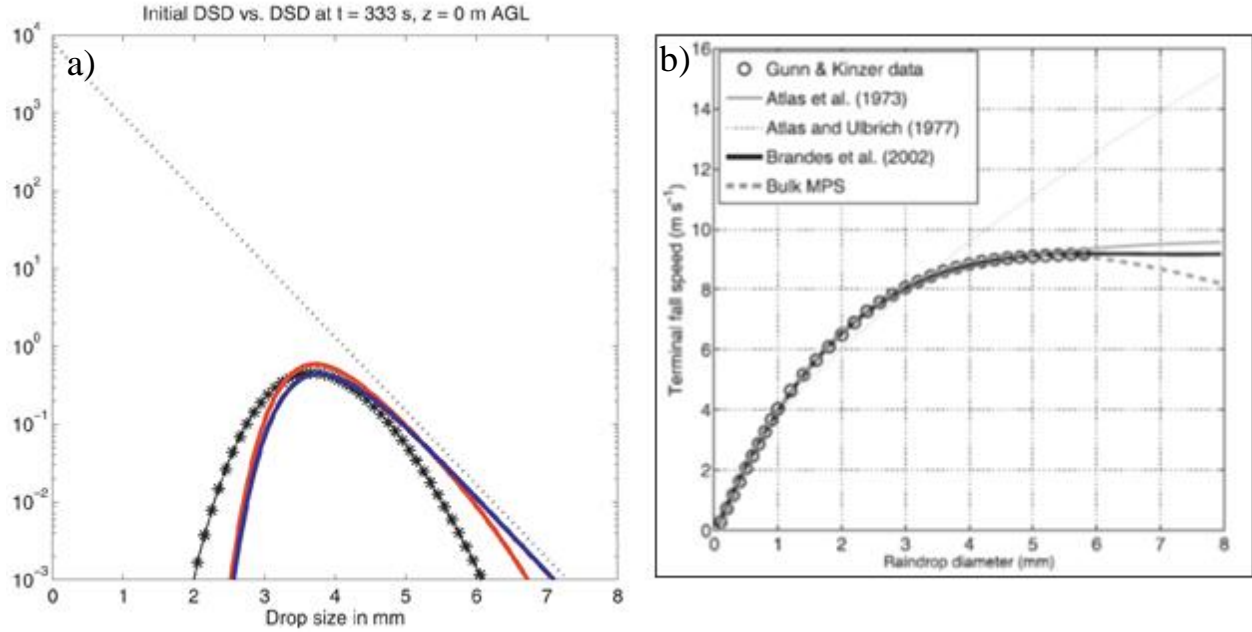 Initial DSD vs. DSD at t = 333 s, z = 0 m AGL
a)
10^4
10^3
10^2
10^1
10^0
10^-1
10^-2
10^-3
0 1 2 3 4 5 6 7 8
Drop size in mm
b)
Gunn & Kinzer data
Atlas et al. (1973)
Atlas and Ulbrich (1977)
Brandes et al. (2002)
Bulk MPS
Terminal fall speed (m s^-1)
16
14
12
10
8
6
4
2
0
0 1 2 3 4 5 6 7 8
Raindrop diameter (mm)